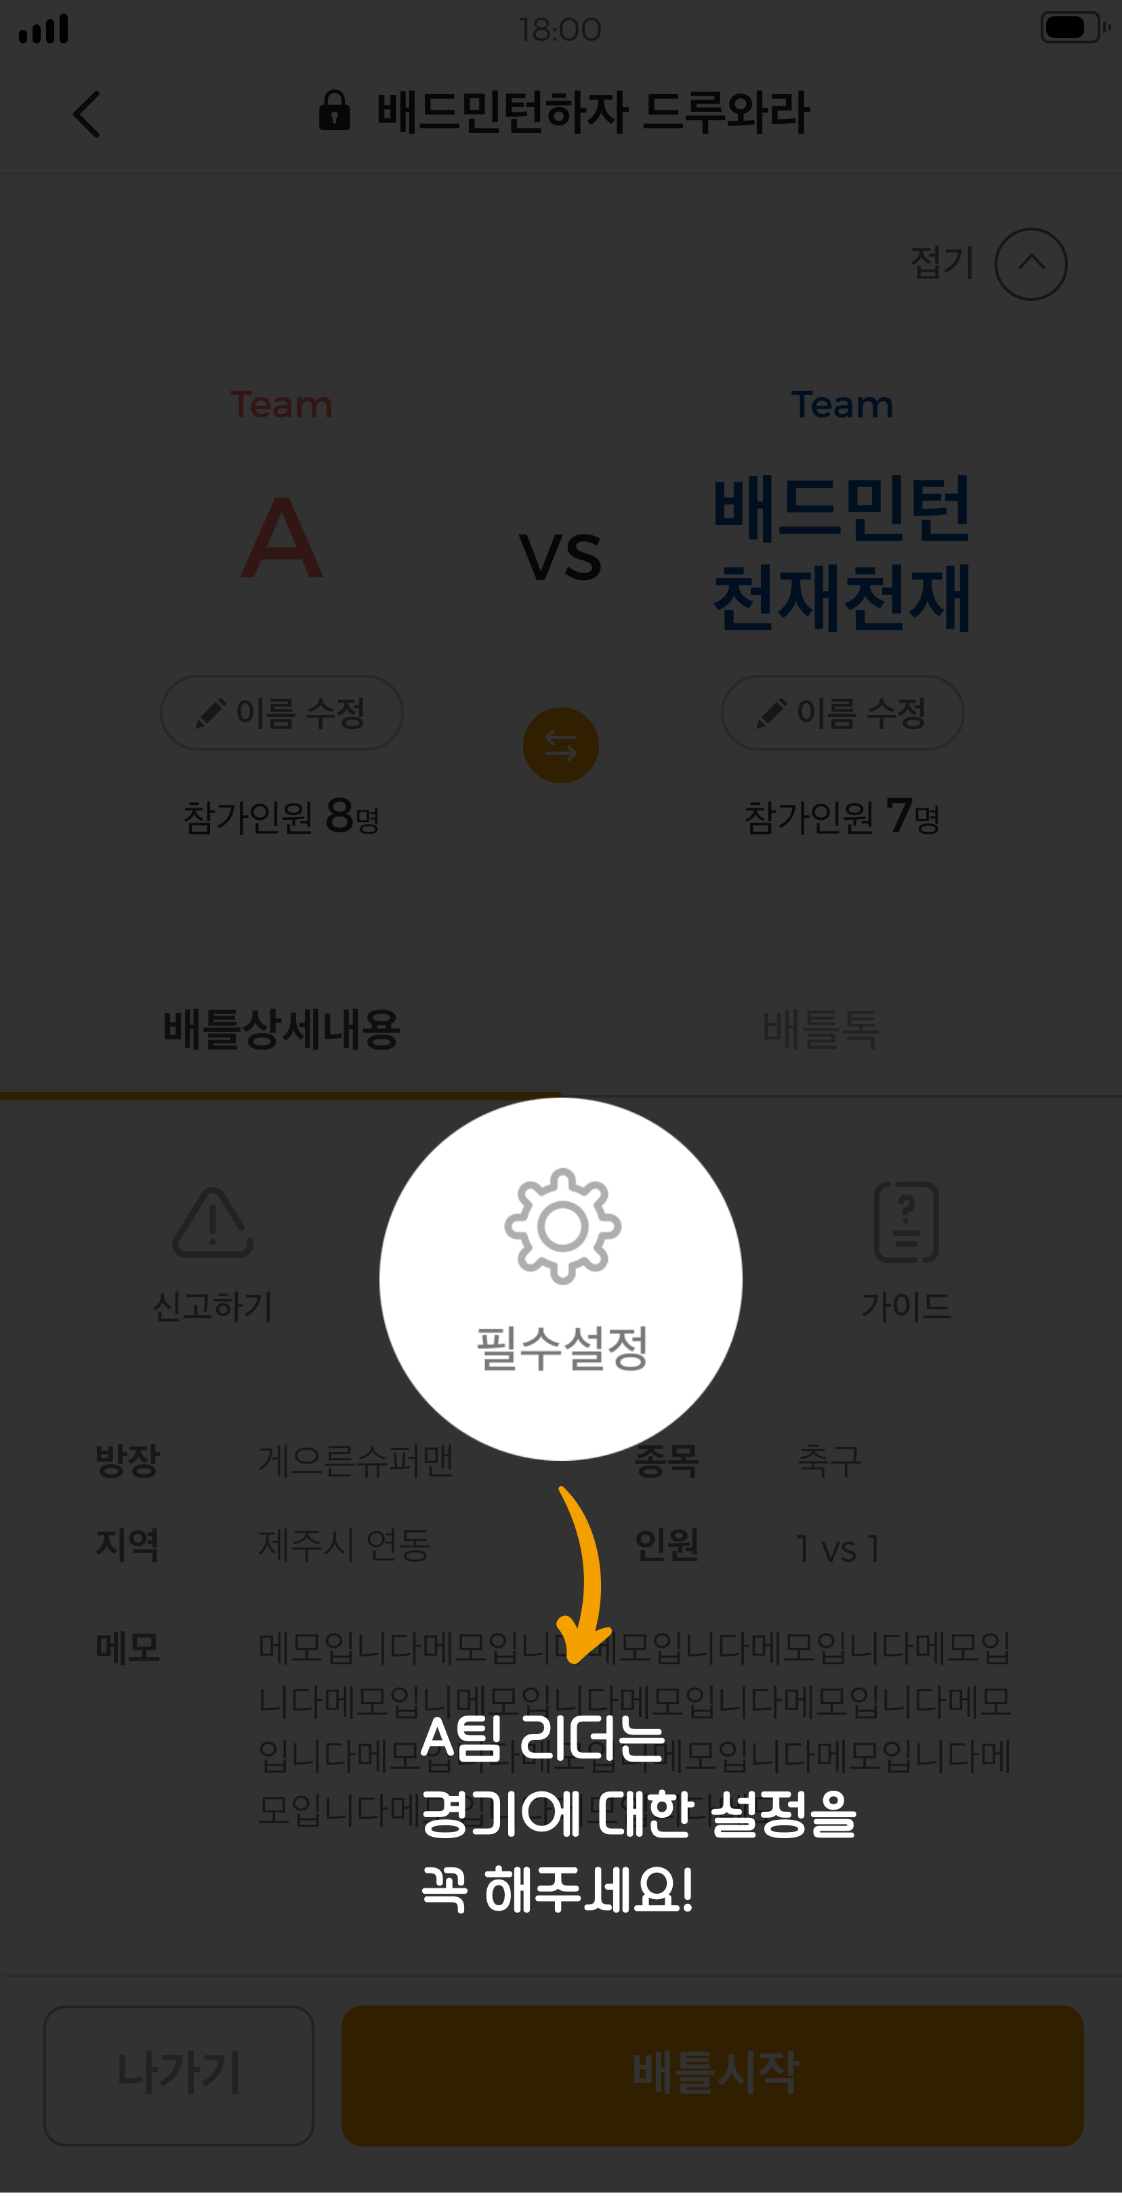 18:00
배드민턴하자 드루와라
접기
Team
Team
A
vs
배드민턴
천재천재
이름 수정
이름 수정
참가인원 8명
참가인원 7명
배틀상세내용
배틀톡
신고하기
필수설정
가이드
방장 게으른슈퍼맨
종목 축구
지역 제주시 연동
인원 1 vs 1
메모
메모입니다메모입니다메모입니다메모입니다메모입
니다메모입니메모입니다메모입니다메모입니다메모
입니다메모입니다메모입니메모입니다메모입니다메
A팀 리더는
경기에 대한 설정을
꼭 해주세요!
나가기
배틀시작